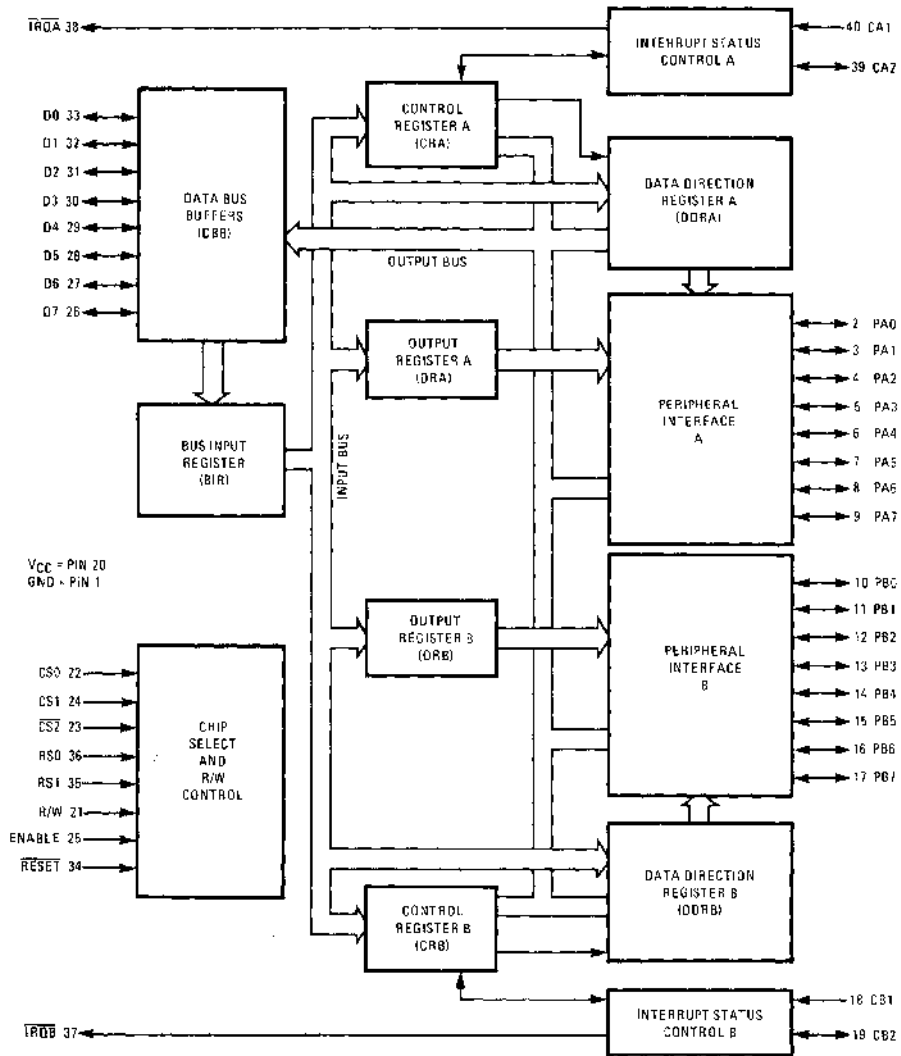 IRQA 38
INTERRUPT STATUS
CONTROL A
40 CA1
39 CA2
D0 33
D1 32
D2 31
D3 30
D4 29
D5 28
D6 27
D7 26
DATA BUS
BUFFERS
(DBB)
CONTROL
REGISTER A
(CRA)
DATA DIRECTION
REGISTER A
(DDRA)
OUTPUT BUS
OUTPUT
REGISTER A
(ORA)
PERIPHERAL
INTERFACE
A
2 PA0
3 PA1
4 PA2
5 PA3
6 PA4
7 PA5
8 PA6
9 PA7
BUS INPUT
REGISTER
(BIR)
INPUT BUS
VCC = PIN 20
GND = PIN 1
OUTPUT
REGISTER B
(ORB)
PERIPHERAL
INTERFACE
B
10 PB0
11 PB1
12 PB2
13 PB3
14 PB4
15 PB5
16 PB6
17 PB7
CS0 22
CS1 24
CS2 23
RS0 36
RS1 35
R/W 21
ENABLE 25
RESET 34
CHIP
SELECT
AND
R/W
CONTROL
CONTROL
REGISTER B
(CRB)
DATA DIRECTION
REGISTER B
(DDRB)
INTERRUPT STATUS
CONTROL B
18 CB1
19 CB2
IRQB 37